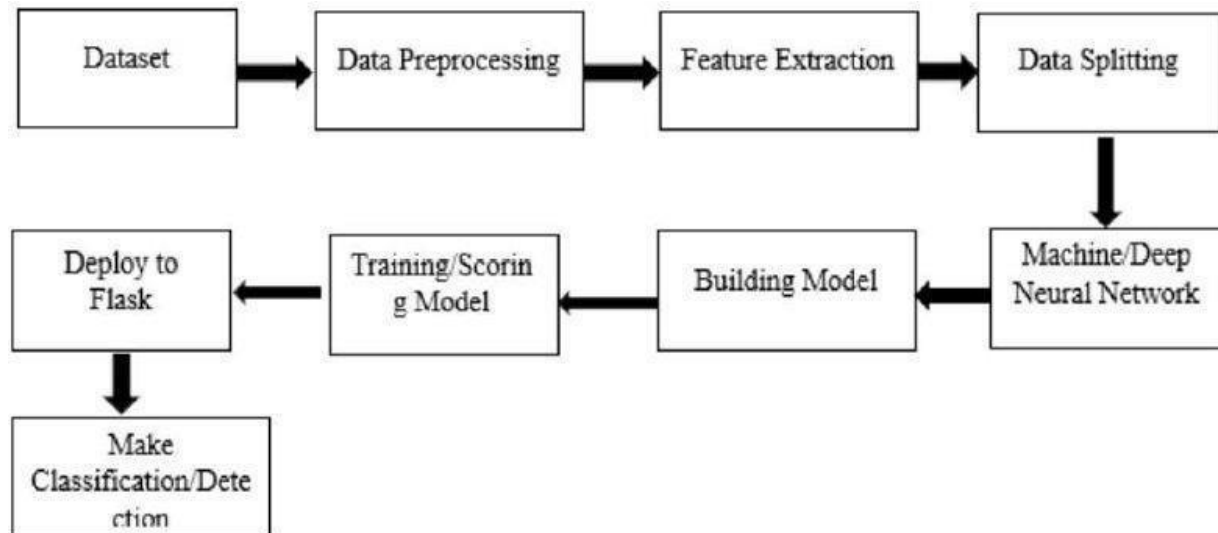 Dataset
Data Preprocessing
Feature Extraction
Data Splitting
Machine/Deep
Neural Network
Building Model
Training/Scorin
g Model
Deploy to
Flask
Make
Classification/Dete
ction